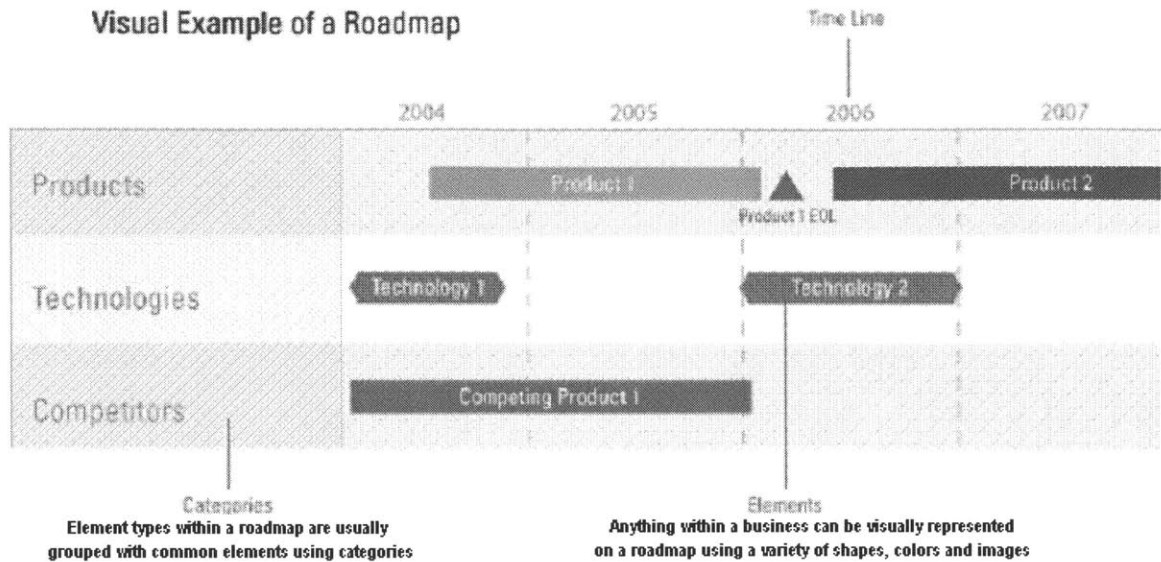 Visual Example of a Roadmap
Time Line
2004 2005 2006 2007
Products
Product 1
Product 2
Product 1 EOL
Technologies
Technology 1
Technology 2
Competitors
Competing Product 1
Categories
Element types within a roadmap are usually
grouped with common elements using categories
Elements
Anything within a business can be visually represented
on a roadmap using a variety of shapes, colors and images